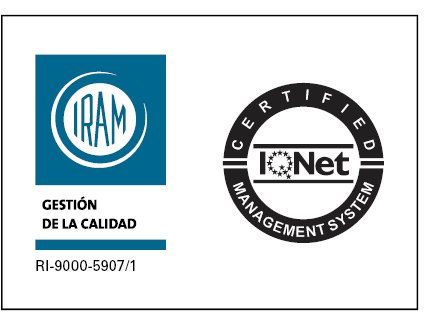 IRAM
GESTIÓN
DE LA CALIDAD
RI-9000-5907/1
CERTIFIED
IQNet
MANAGEMENT SYSTEM